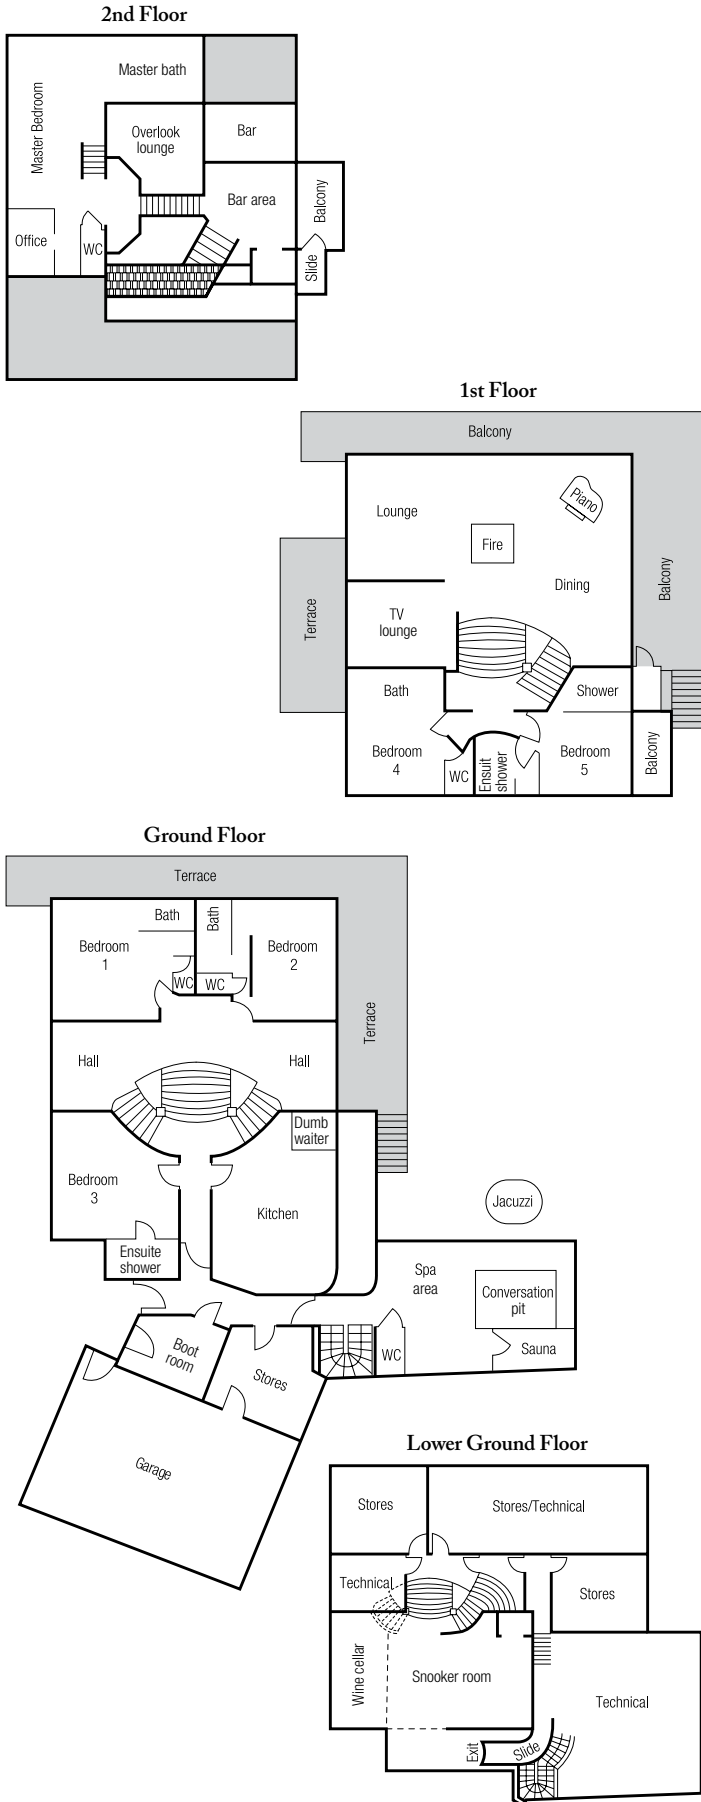 2nd Floor
Master bath
Master Bedroom
Overlook
lounge
Bar
Bar area
Balcony
Office
WC
Slide
1st Floor
Balcony
Lounge
Piano
Fire
Dining
Balcony
Terrace
TV
lounge
Bath
Shower
Bedroom
4
WC
Ensuit
shower
Bedroom
5
Balcony
Ground Floor
Terrace
Bath
Bath
Bedroom
1
Bedroom
2
WC
WC
Terrace
Hall
Hall
Dumb
waiter
Bedroom
3
Kitchen
Jacuzzi
Ensuite
shower
Spa
area
Conversation
pit
Boot
room
WC
Sauna
Stores
Garage
Lower Ground Floor
Stores
Stores/Technical
Technical
Stores
Wine cellar
Snooker room
Technical
Exit
Slide